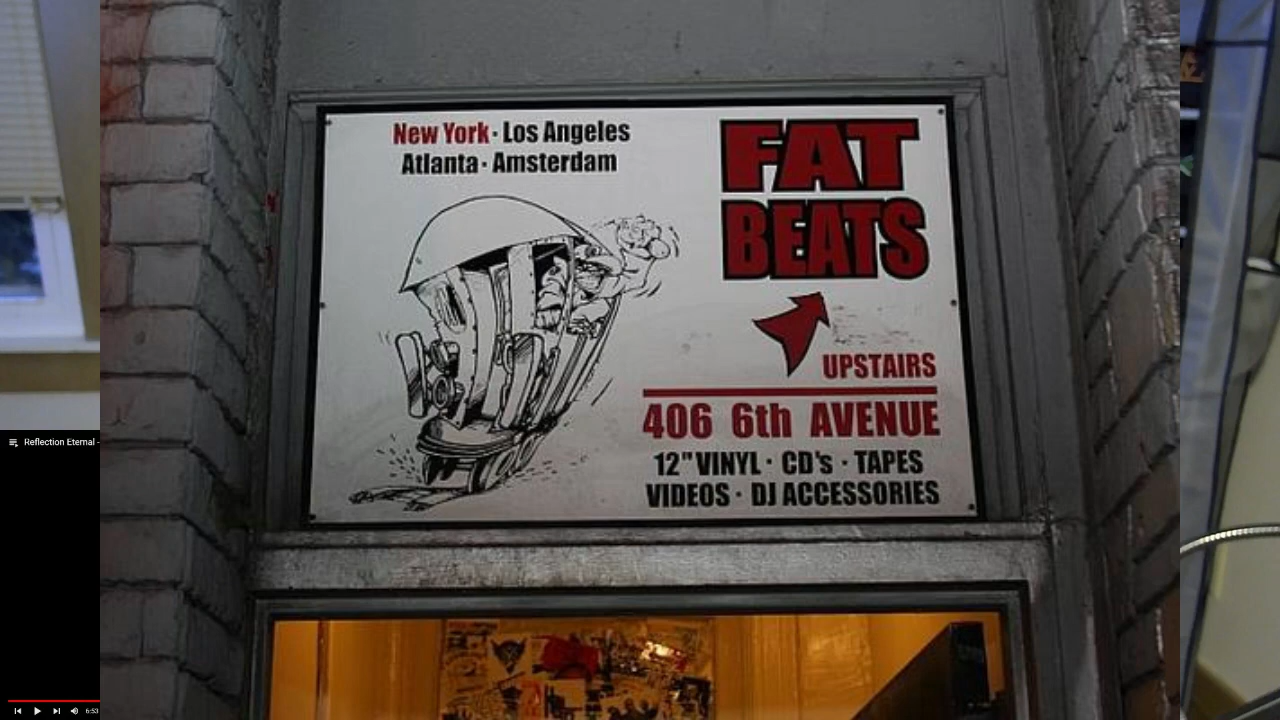 New York · Los Angeles
Atlanta · Amsterdam
FAT
BEATS
UPSTAIRS
406 6th AVENUE
12" VINYL · CD's · TAPES
VIDEOS · DJ ACCESSORIES
Reflection Eternal -
6:53